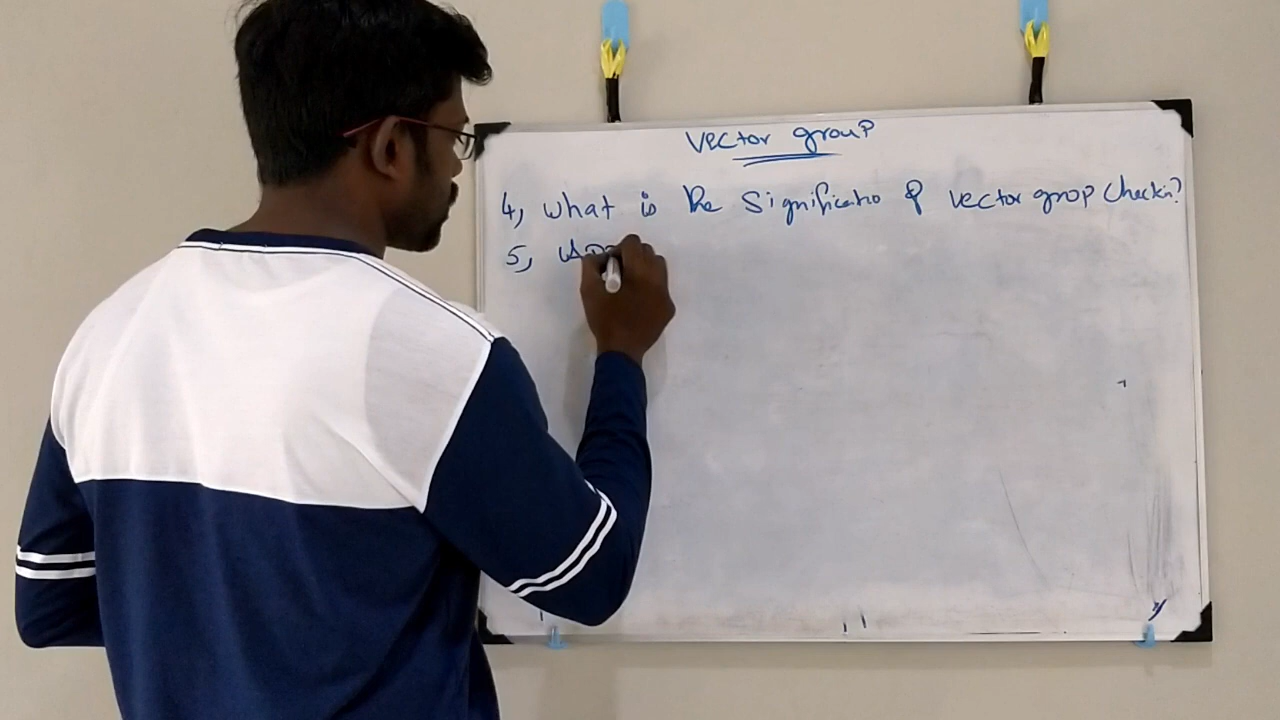 Vector group
4, What is the Significatio of vector grop checkin?
5,